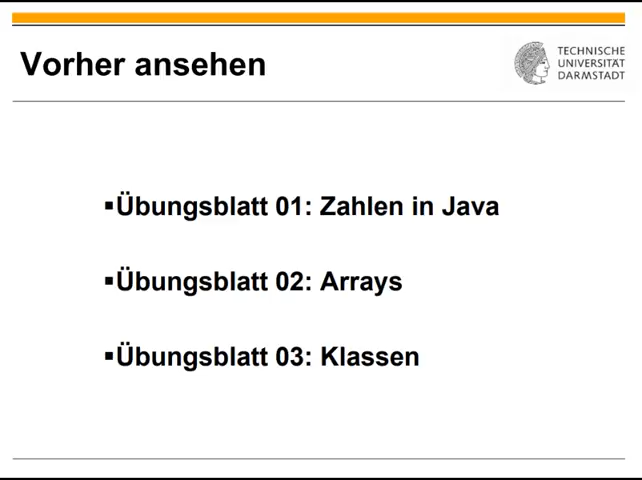 Vorher ansehen
TECHNISCHE
UNIVERSITÄT
DARMSTADT
▪Übungsblatt 01: Zahlen in Java
▪Übungsblatt 02: Arrays
▪Übungsblatt 03: Klassen